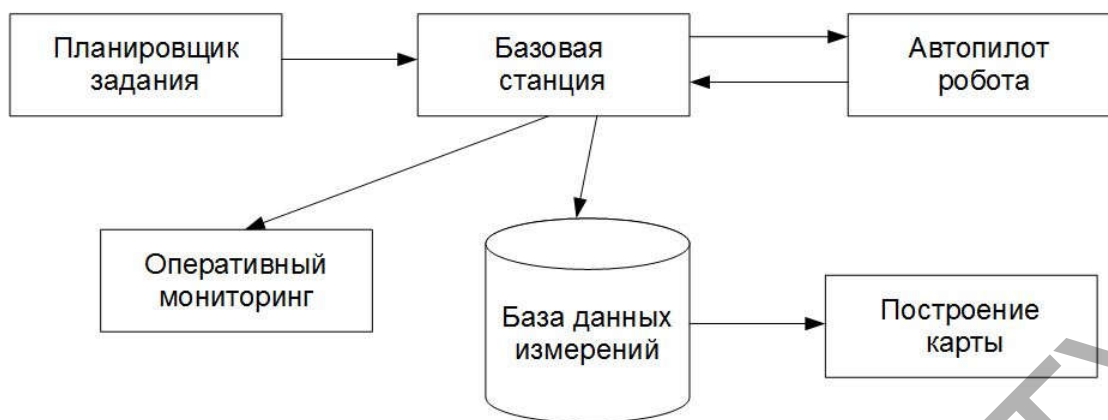 Планировщик
задания
Базовая
станция
Автопилот
робота
Оперативный
мониторинг
База данных
измерений
Построение
карты